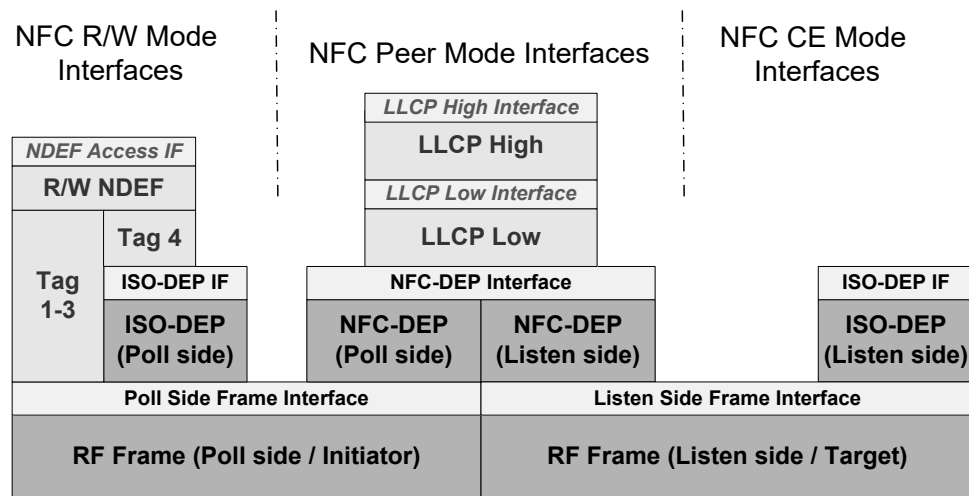 NFC R/W Mode
Interfaces
NFC Peer Mode Interfaces
NFC CE Mode
Interfaces
LLCP High Interface
LLCP High
NDEF Access IF
R/W NDEF
LLCP Low Interface
LLCP Low
Tag 4
Tag
1-3
ISO-DEP IF
NFC-DEP Interface
ISO-DEP IF
ISO-DEP
(Poll side)
NFC-DEP
(Poll side)
NFC-DEP
(Listen side)
ISO-DEP
(Listen side)
Poll Side Frame Interface
Listen Side Frame Interface
RF Frame (Poll side / Initiator)
RF Frame (Listen side / Target)